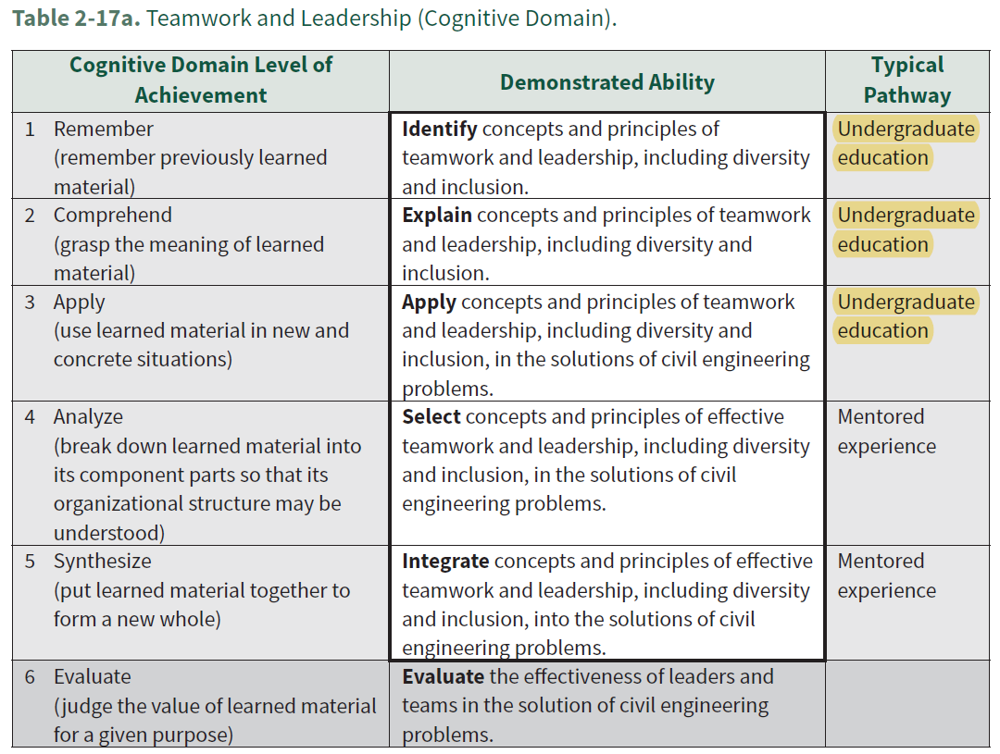 Table 2-17a. Teamwork and Leadership (Cognitive Domain).
Cognitive Domain Level of
Achievement
Demonstrated Ability
Typical
Pathway
1 Remember
(remember previously learned
material)
Identify concepts and principles of
teamwork and leadership, including diversity
and inclusion.
Undergraduate
education
2 Comprehend
(grasp the meaning of learned
material)
Explain concepts and principles of teamwork
and leadership, including diversity and
inclusion.
Undergraduate
education
3 Apply
(use learned material in new and
concrete situations)
Apply concepts and principles of teamwork
and leadership, including diversity and
inclusion, in the solutions of civil engineering
problems.
Undergraduate
education
4 Analyze
(break down learned material into
its component parts so that its
organizational structure may be
understood)
Select concepts and principles of effective
teamwork and leadership, including diversity
and inclusion, in the solutions of civil
engineering problems.
Mentored
experience
5 Synthesize
(put learned material together to
form a new whole)
Integrate concepts and principles of effective
teamwork and leadership, including diversity
and inclusion, into the solutions of civil
engineering problems.
Mentored
experience
6 Evaluate
(judge the value of learned material
for a given purpose)
Evaluate the effectiveness of leaders and
teams in the solution of civil engineering
problems.